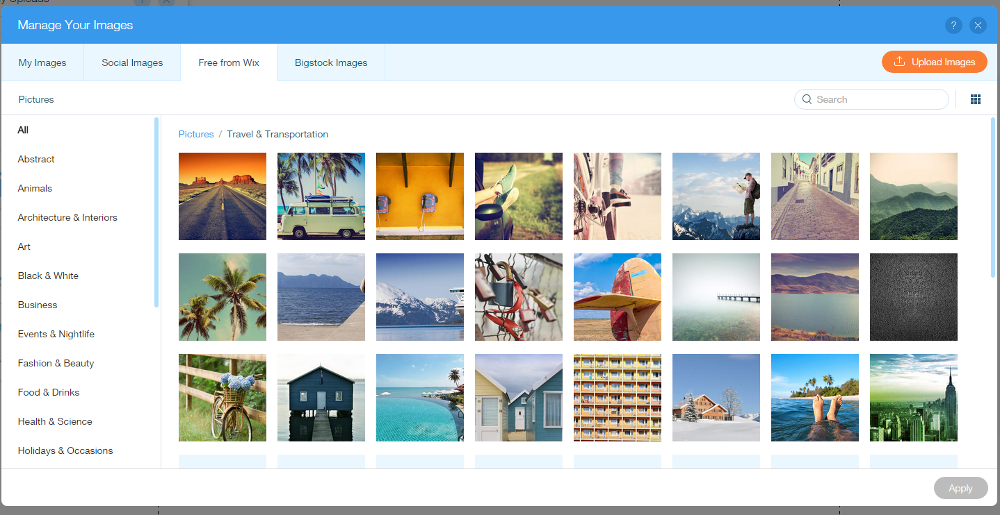 y Uploads
?
Manage Your Images
?
My Images
Social Images
Free from Wix
Bigstock Images
Upload Images
Pictures
Search
All
Abstract
Animals
Architecture & Interiors
Art
Black & White
Business
Events & Nightlife
Fashion & Beauty
Food & Drinks
Health & Science
Holidays & Occasions
Pictures / Travel & Transportation
Apply